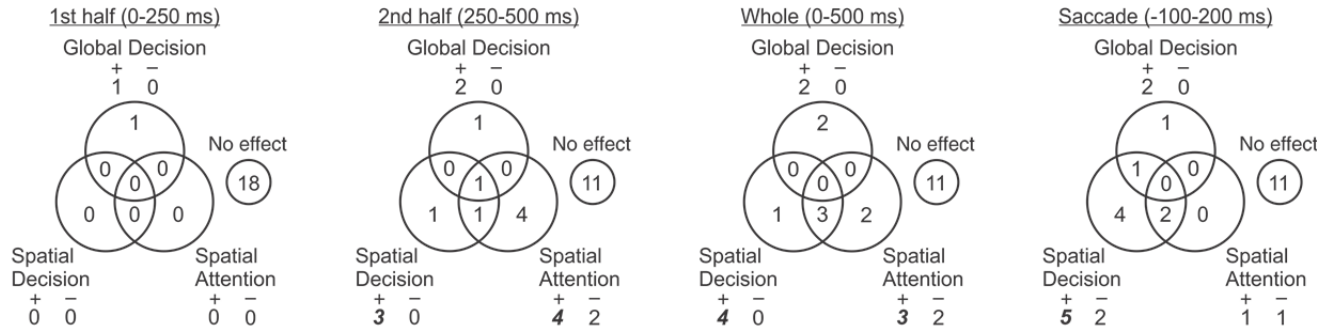 1st half (0-250 ms)
Global Decision
+ –
1 0
1
No effect
18
0 0
0
0 0 0
Spatial Decision
+ –
0 0
Spatial Attention
+ –
0 0
2nd half (250-500 ms)
Global Decision
+ –
2 0
1
No effect
11
0 0
1
1 1 4
Spatial Decision
+ –
3 0
Spatial Attention
+ –
4 2
Whole (0-500 ms)
Global Decision
+ –
2 0
2
No effect
11
0 0
0
1 3 2
Spatial Decision
+ –
4 0
Spatial Attention
+ –
3 2
Saccade (-100-200 ms)
Global Decision
+ –
2 0
1
No effect
11
1 0
0
4 2 0
Spatial Decision
+ –
5 2
Spatial Attention
+ –
1 1